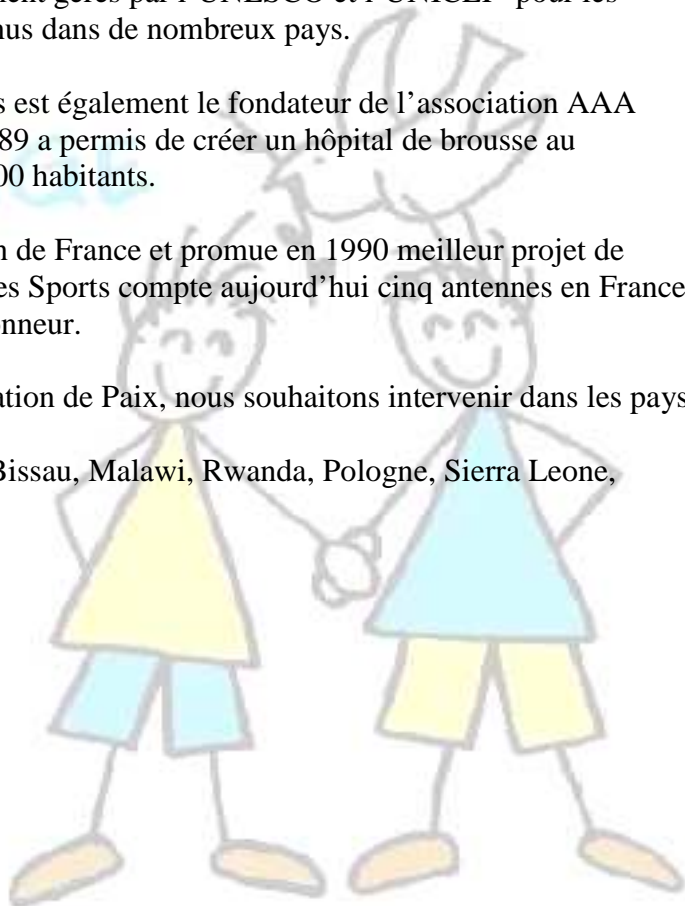 gérés par l'UNESCO et l'UNICEF pour les
dans de nombreux pays.
est également le fondateur de l'association AAA
89 a permis de créer un hôpital de brousse au
00 habitants.
de France et promue en 1990 meilleur projet de
es Sports compte aujourd'hui cinq antennes en France
onneur.
ation de Paix, nous souhaitons intervenir dans les pays
Bissau, Malawi, Rwanda, Pologne, Sierra Leone,